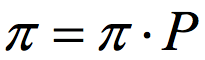 π = π · P